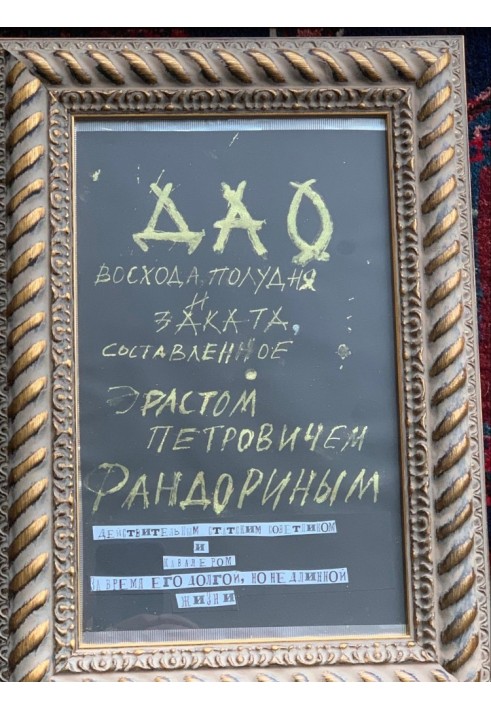 ДАО
ВОСХОДА, ПОЛУДНЯ
И
ЗАКАТА,
СОСТАВЛЕННОЕ
ЭРАСТОМ
ПЕТРОВИЧЕМ
ФАНДОРИНЫМ
ДЕЙСТВИТЕЛЬНЫМ СТАТСКИМ СОВЕТНИКОМ
И
КАВАЛЕРОМ
ЗА ВРЕМЯ ЕГО ДОЛГОЙ, НО НЕ ДЛИННОЙ
ЖИЗНИ